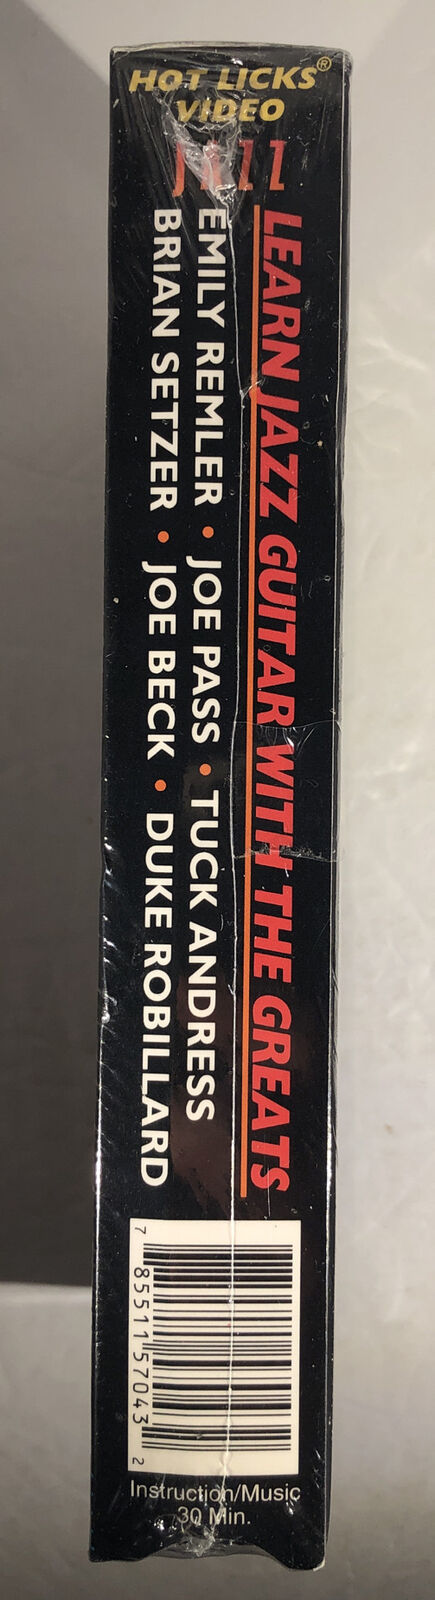 HOT LICKS®
VIDEO
JAZZ
LEARN JAZZ GUITAR WITH THE GREATS
EMILY REMLER • JOE PASS • TUCK ANDRESS
BRIAN SETZER • JOE BECK • DUKE ROBILLARD
7 85511 57043 2
Instruction/Music
30 Min.